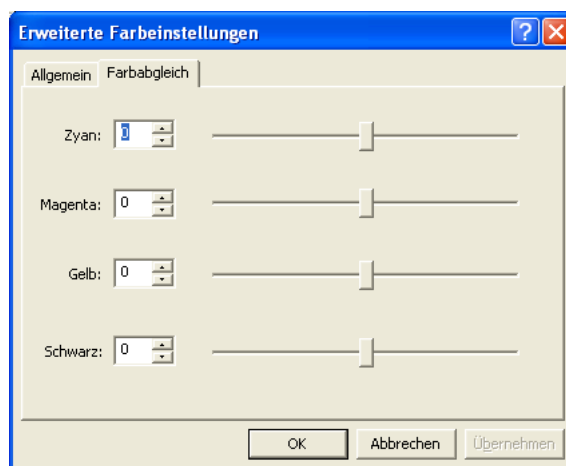 Erweiterte Farbeinstellungen
Allgemein Farbabgleich
Zyan: 0
Magenta: 0
Gelb: 0
Schwarz: 0
OK Abbrechen Übernehmen